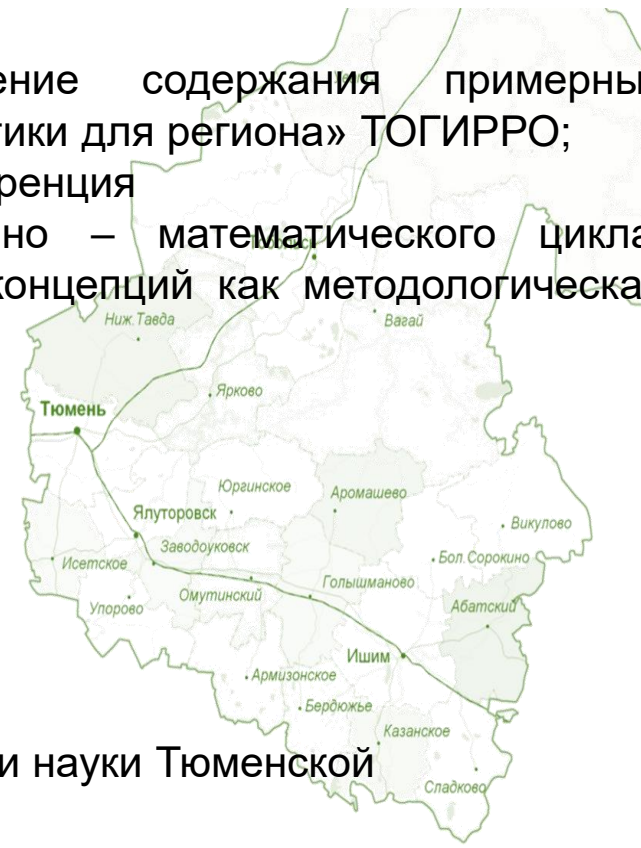 ение содержания примерны
тики для региона» ТОГИРРО;
ренция
но – математического цикла
концепций как методологическа
Ниж.Тавда
Вагай
Ярково
Тюмень
Юргинское
Аромашево
Ялуторовск
Викулово
Заводоуковск
Бол.Сорокино
Исетское
Голышманово
Омутинский
Абатский
Упорово
Ишим
Армизонское
Бердюжье
Казанское
и науки Тюменской
Сладково